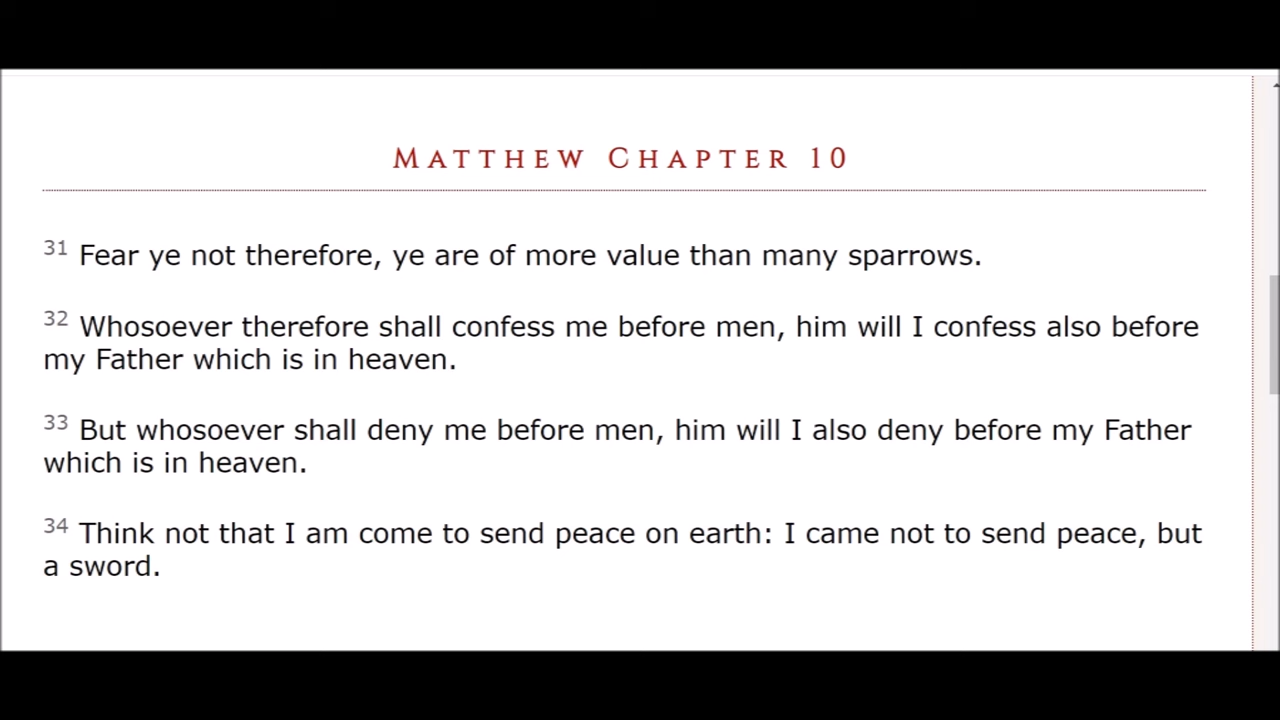 MATTHEW CHAPTER 10
31 Fear ye not therefore, ye are of more value than many sparrows.
32 Whosoever therefore shall confess me before men, him will I confess also before
my Father which is in heaven.
33 But whosoever shall deny me before men, him will I also deny before my Father
which is in heaven.
34 Think not that I am come to send peace on earth: I came not to send peace, but
a sword.